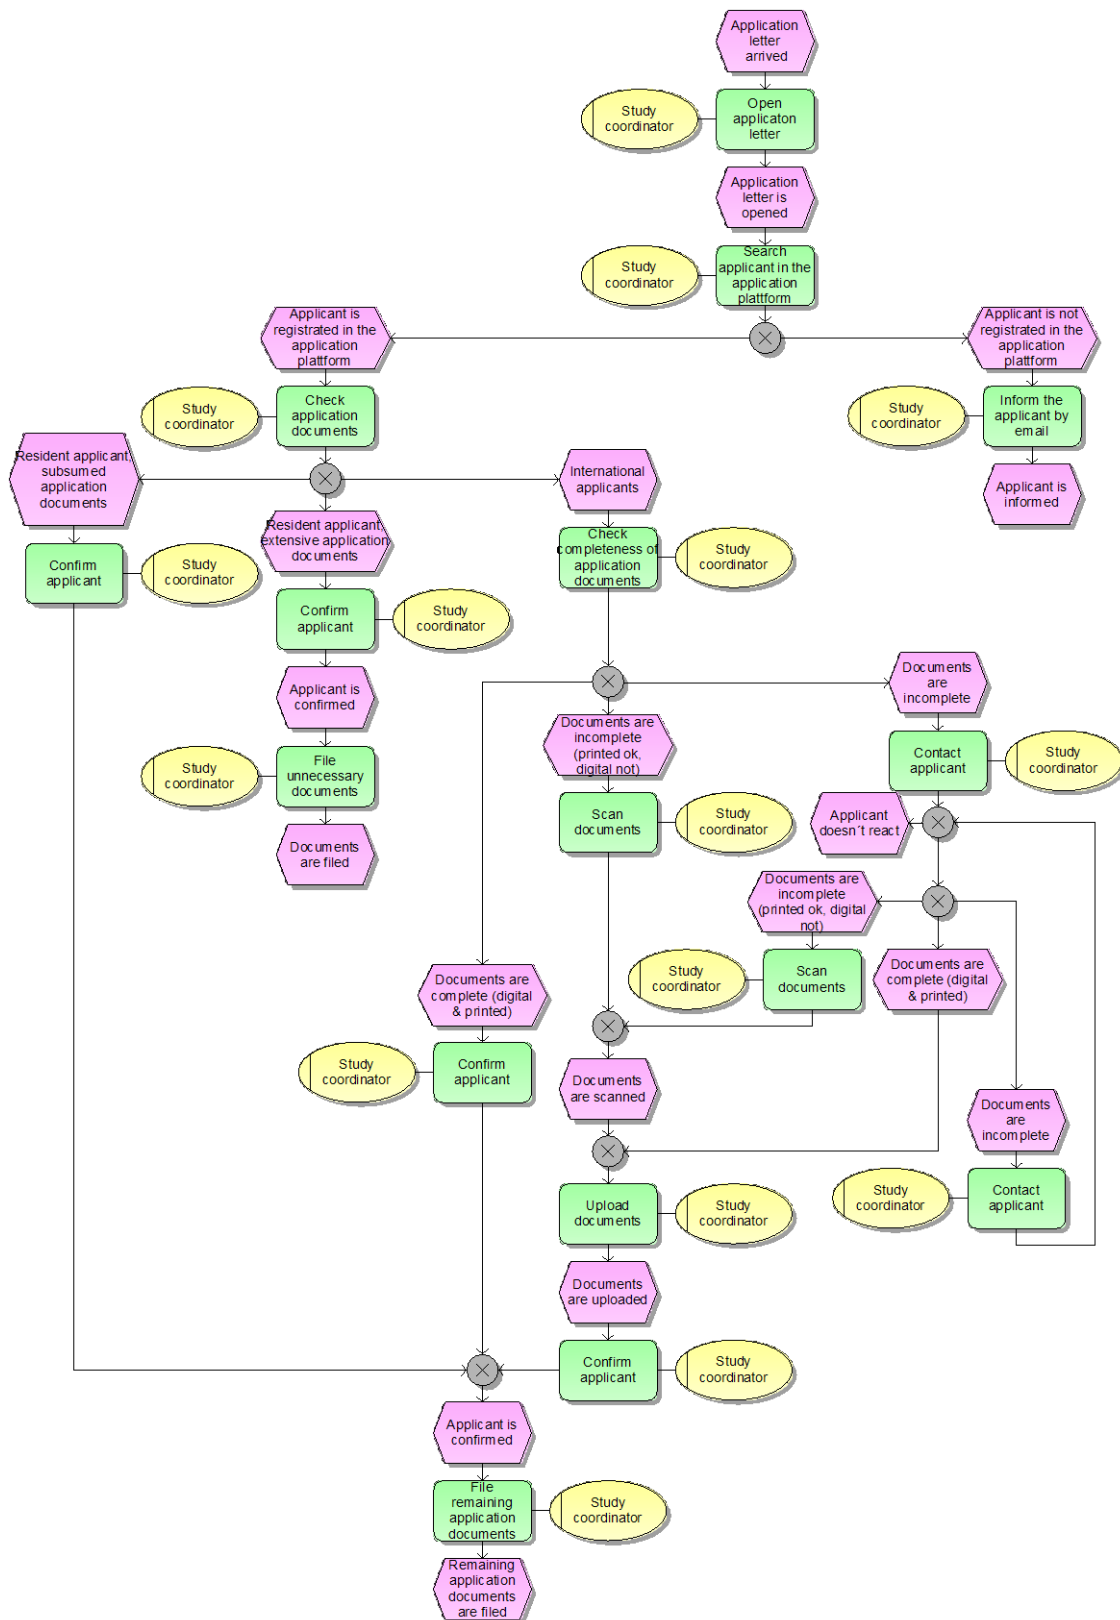 Application
letter
arrived
Study
coordinator
Open
applicaton
letter
Application
letter is
opened
Study
coordinator
Search
applicant in the
application
plattform
Applicant is
registrated in the
application
plattform
Applicant is not
registrated in the
application
plattform
Study
coordinator
Check
application
documents
Study
coordinator
Inform the
applicant by
email
Resident applicant,
subsumed
application
documents
International
applicants
Applicant is
informed
Resident applicant,
extensive application
documents
Check
completeness of
application
documents
Study
coordinator
Confirm
applicant
Study
coordinator
Confirm
applicant
Study
coordinator
Applicant is
confirmed
Documents
are
incomplete
Documents are
incomplete
(printed ok,
digital not)
Study
coordinator
File
unnecessary
documents
Contact
applicant
Study
coordinator
Scan
documents
Study
coordinator
Applicant
doesn´t react
Documents
are filed
Documents are
incomplete
(printed ok, digital
not)
Study
coordinator
Scan
documents
Documents are
complete (digital
& printed)
Documents are
complete (digital
& printed)
Study
coordinator
Confirm
applicant
Documents
are scanned
Documents
are
incomplete
Study
coordinator
Contact
applicant
Upload
documents
Study
coordinator
Documents
are uploaded
Confirm
applicant
Study
coordinator
Applicant is
confirmed
File
remaining
application
documents
Study
coordinator
Remaining
application
documents
are filed